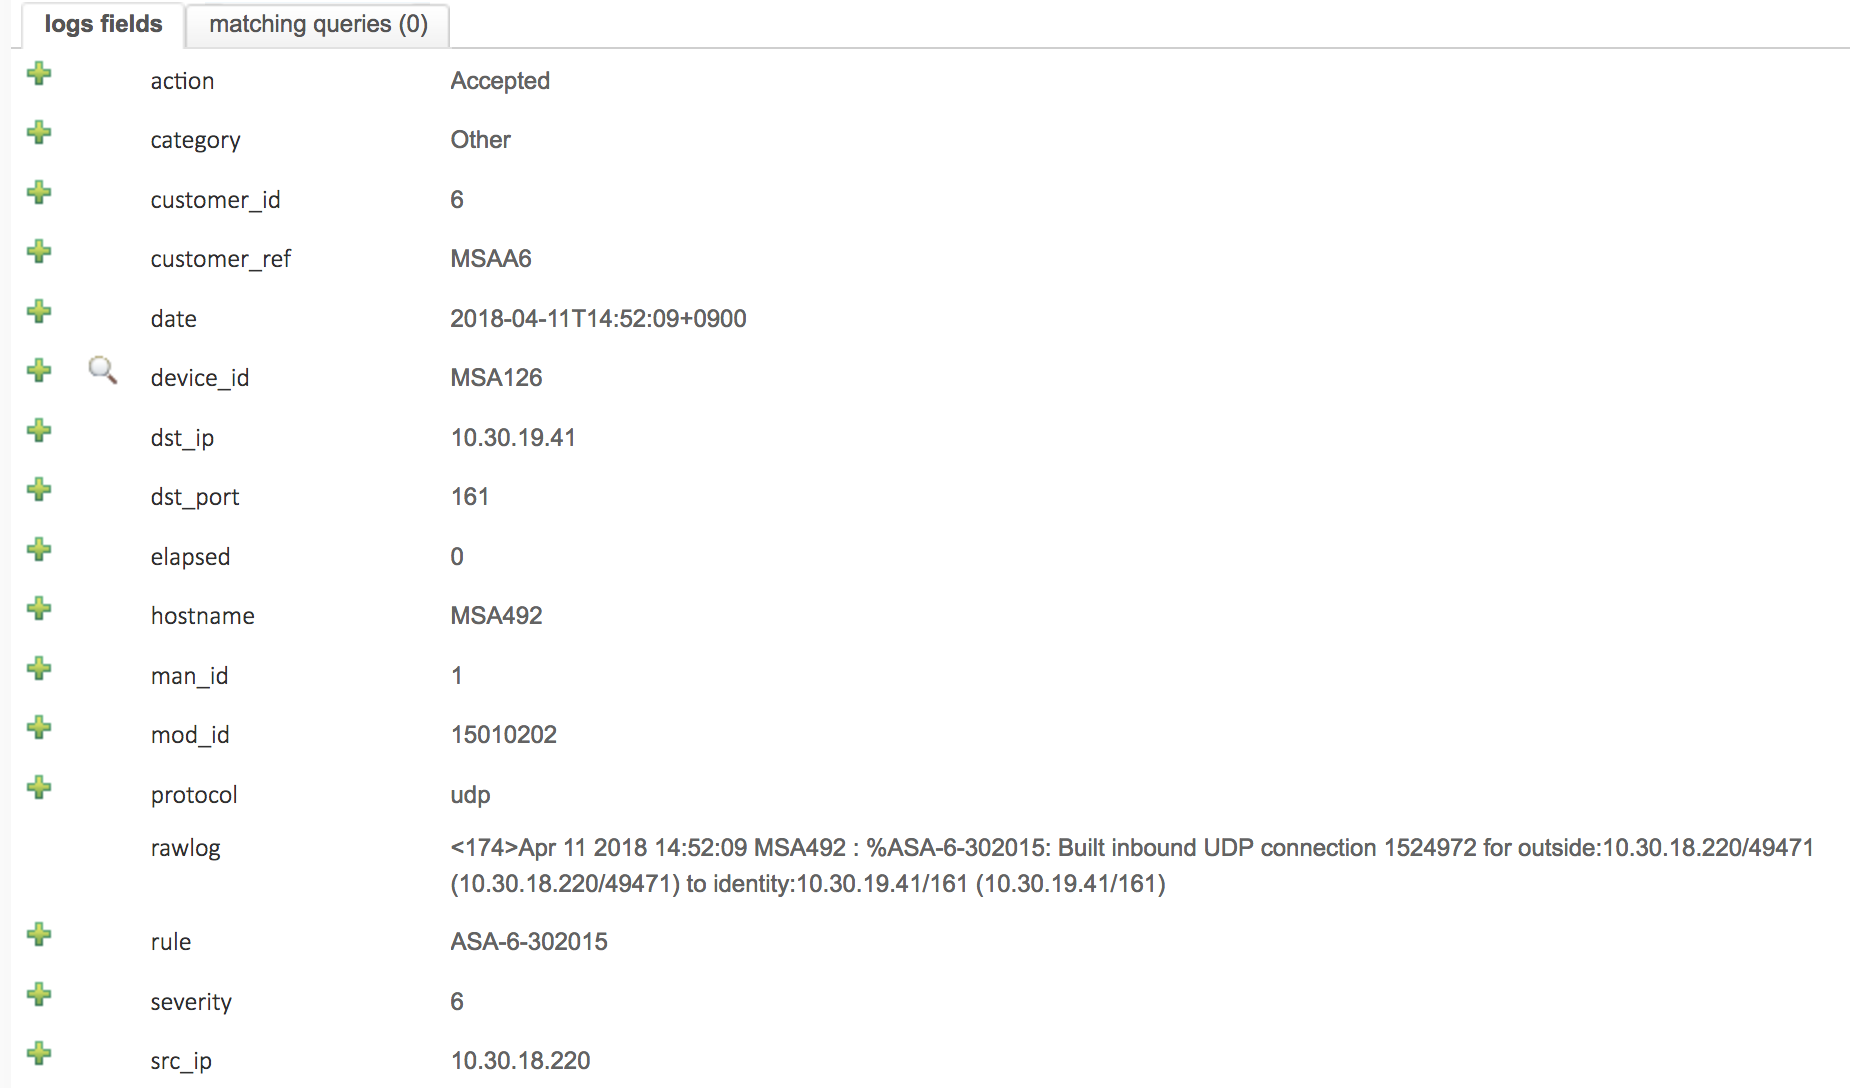 logs fields matching queries (0)
action Accepted
category Other
customer_id 6
customer_ref MSAA6
date 2018-04-11T14:52:09+0900
device_id MSA126
dst_ip 10.30.19.41
dst_port 161
elapsed 0
hostname MSA492
man_id 1
mod_id 15010202
protocol udp
rawlog <174>Apr 11 2018 14:52:09 MSA492 : %ASA-6-302015: Built inbound UDP connection 1524972 for outside:10.30.18.220/49471
(10.30.18.220/49471) to identity:10.30.19.41/161 (10.30.19.41/161)
rule ASA-6-302015
severity 6
src_ip 10.30.18.220